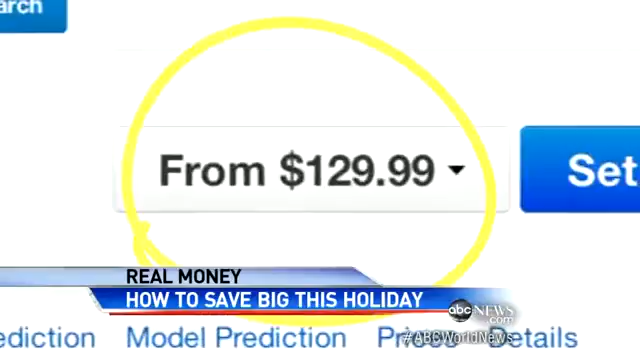 arch
From $129.99
Set
REAL MONEY
HOW TO SAVE BIG THIS HOLIDAY
abc NEWS
.com
#ABCWorldNews
ediction Model Prediction Details